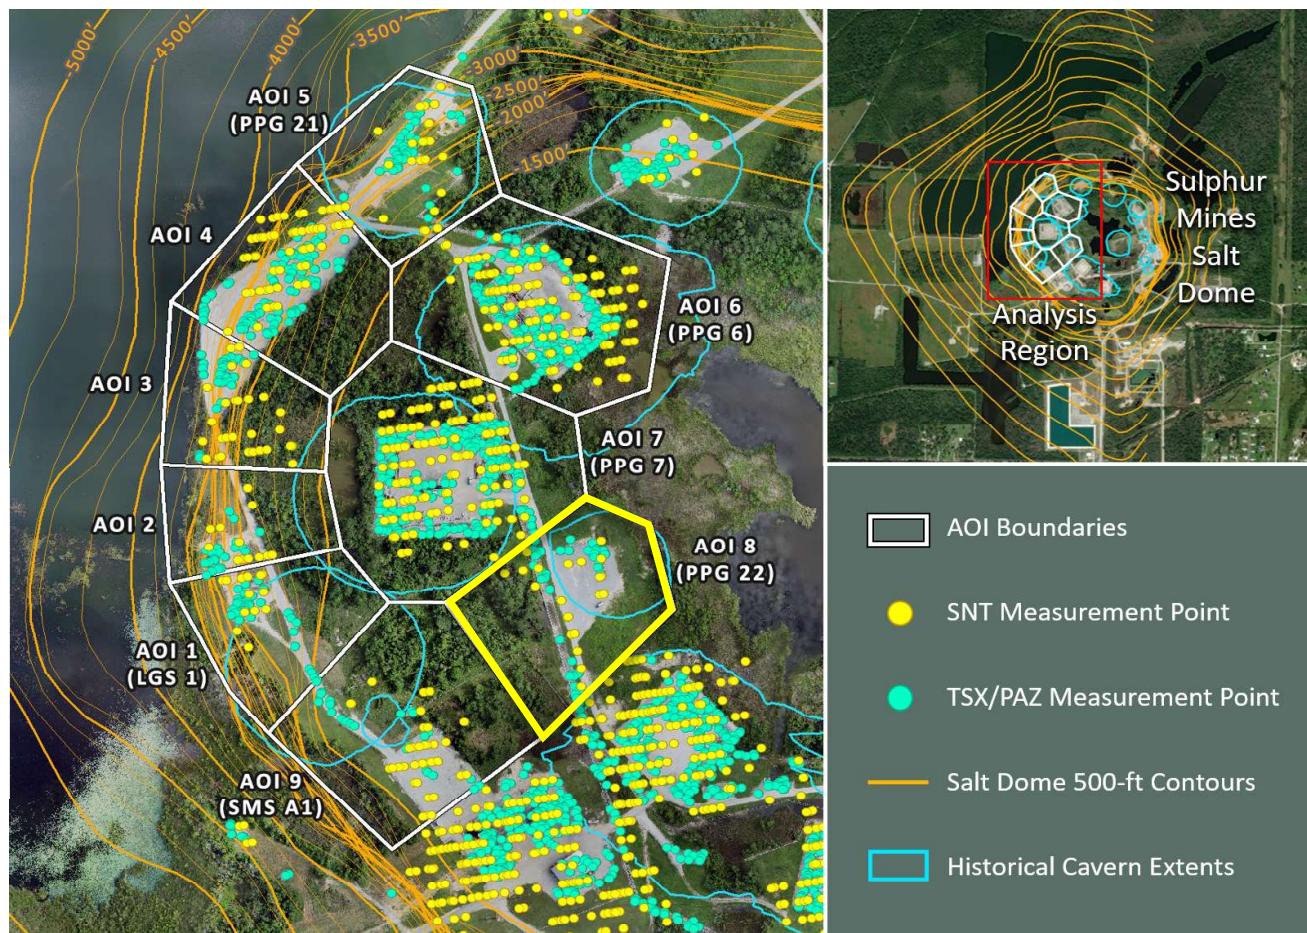 -5000'
-4500'
-4000'
-3500'
-3000'
-2500'
-2000'
-1500'
AOI 5
(PPG 21)
AOI 4
AOI 3
AOI 2
AOI 1
(LGS 1)
AOI 9
(SMS A1)
AOI 6
(PPG 6)
AOI 7
(PPG 7)
AOI 8
(PPG 22)
Sulphur
Mines
Salt
Dome
Analysis
Region
AOI Boundaries
SNT Measurement Point
TSX/PAZ Measurement Point
Salt Dome 500-ft Contours
Historical Cavern Extents